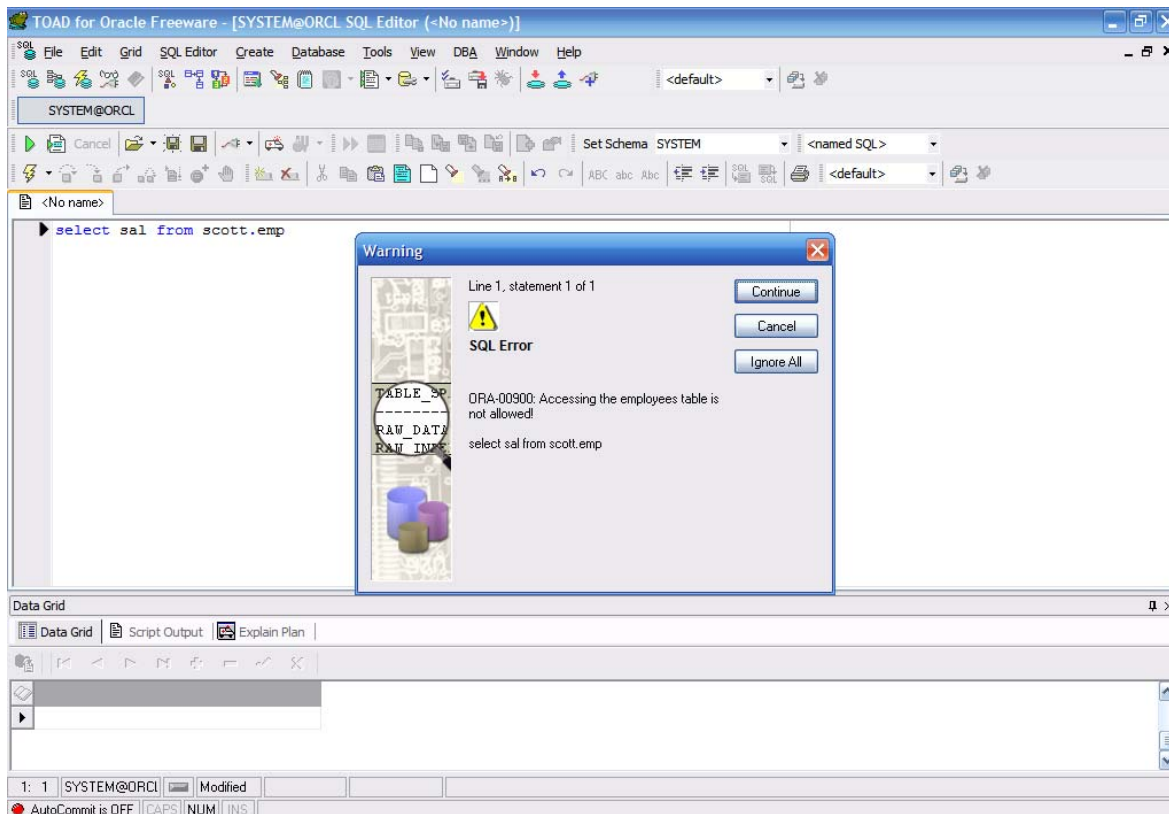 TOAD for Oracle Freeware - [SYSTEM@ORCL SQL Editor (<No name>)]
SQL File Edit Grid SQL Editor Create Database Tools View DBA Window Help
<default>
SYSTEM@ORCL
Cancel Set Schema SYSTEM <named SQL>
ABC abc Abc SQL SQL <default>
<No name>
select sal from scott.emp
Warning
Line 1, statement 1 of 1
Continue
Cancel
SQL Error
Ignore All
TABLE_SP
ORA-00900: Accessing the employees table is
not allowed!
RAW_DATA
select sal from scott.emp
Data Grid
Data Grid Script Output Explain Plan
1: 1 SYSTEM@ORCL Modified
AutoCommit is OFF CAPS NUM INS